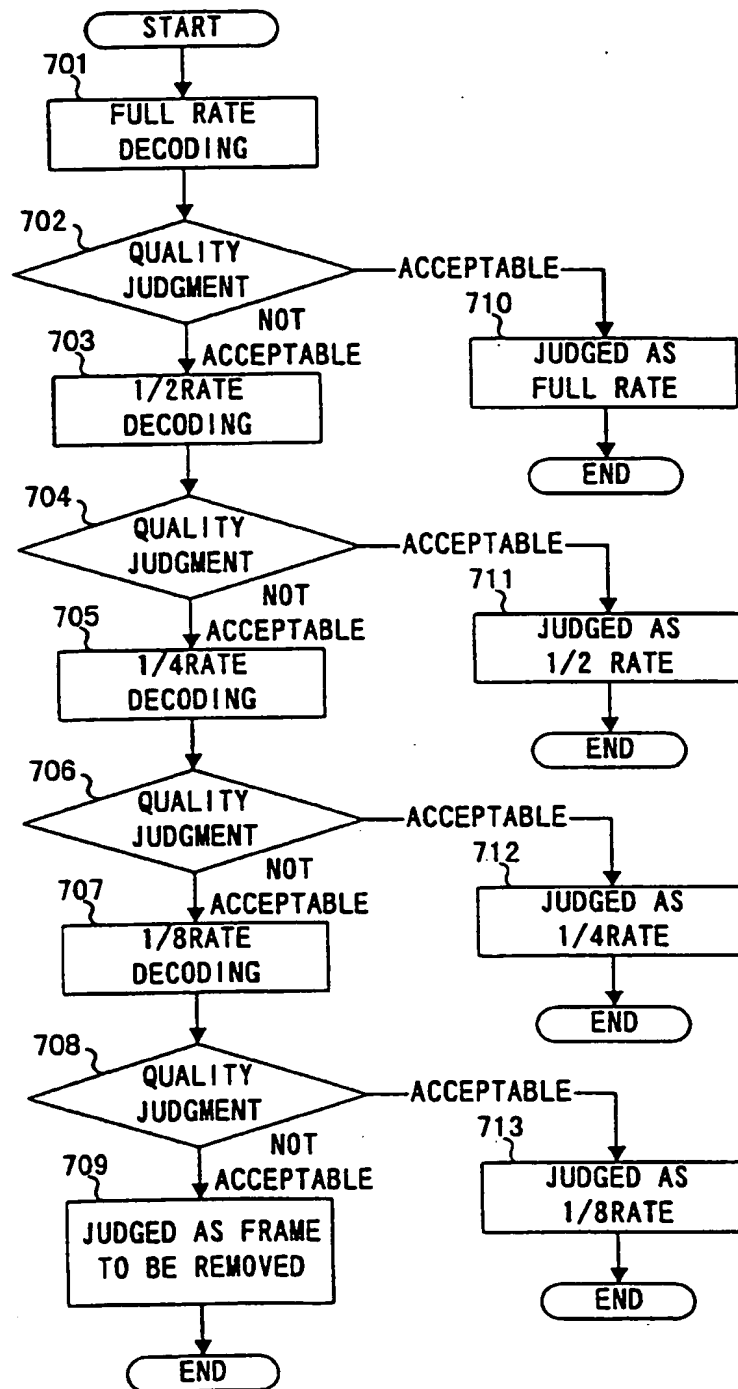 START
701
FULL RATE
DECODING
702
QUALITY
JUDGMENT
ACCEPTABLE
NOT
ACCEPTABLE
710
JUDGED AS
FULL RATE
END
703
1/2RATE
DECODING
704
QUALITY
JUDGMENT
ACCEPTABLE
NOT
ACCEPTABLE
711
JUDGED AS
1/2 RATE
END
705
1/4RATE
DECODING
706
QUALITY
JUDGMENT
ACCEPTABLE
NOT
ACCEPTABLE
712
JUDGED AS
1/4RATE
END
707
1/8RATE
DECODING
708
QUALITY
JUDGMENT
ACCEPTABLE
NOT
ACCEPTABLE
713
JUDGED AS
1/8RATE
END
709
JUDGED AS FRAME
TO BE REMOVED
END